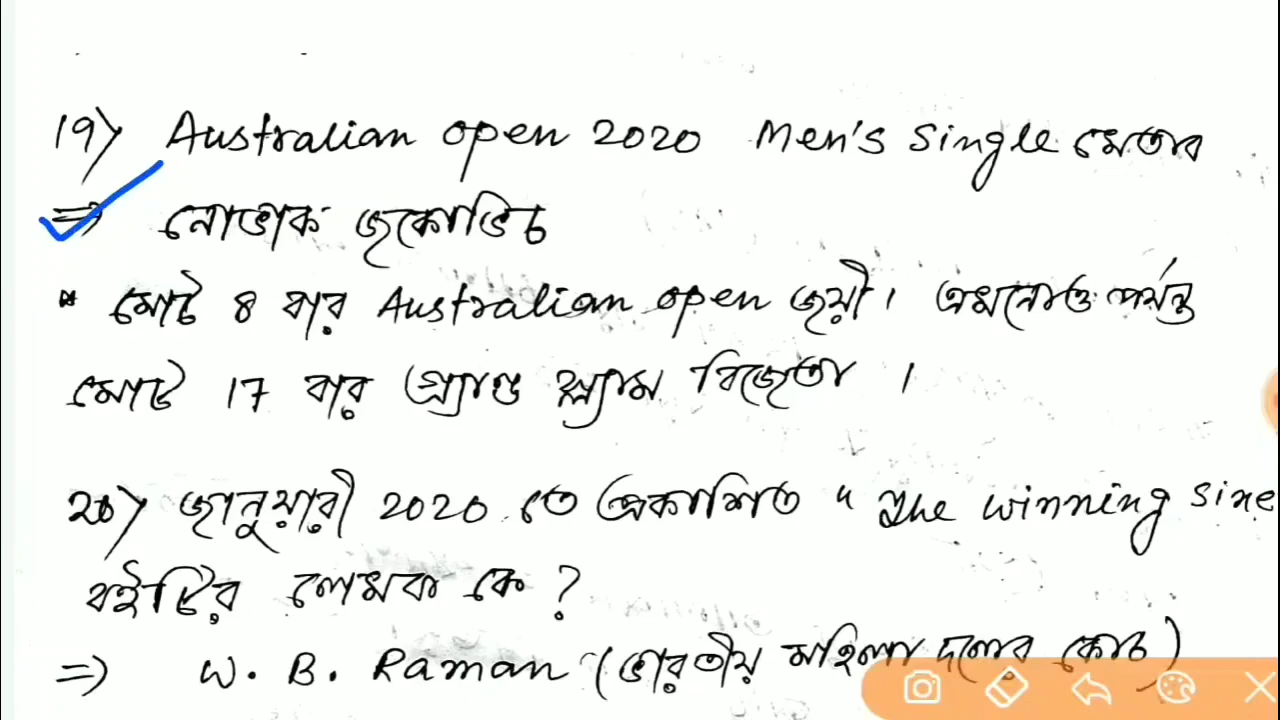 19) Australian open 2020 Men's Single খেতাব
⇒ নোভাক জকোভিচ
* মোট 8 বার Australian open জয়ী। এখনোও পর্যন্ত
মোট 17 বার গ্র্যাণ্ড স্ল্যাম বিজেতা।
20) জানুয়ারী 2020 তে প্রকাশিত " The winning Sixe
বইটির লেখক কে ?
⇒ W. B. Raman (ভারতীয় মহিলা দলের কোচ)